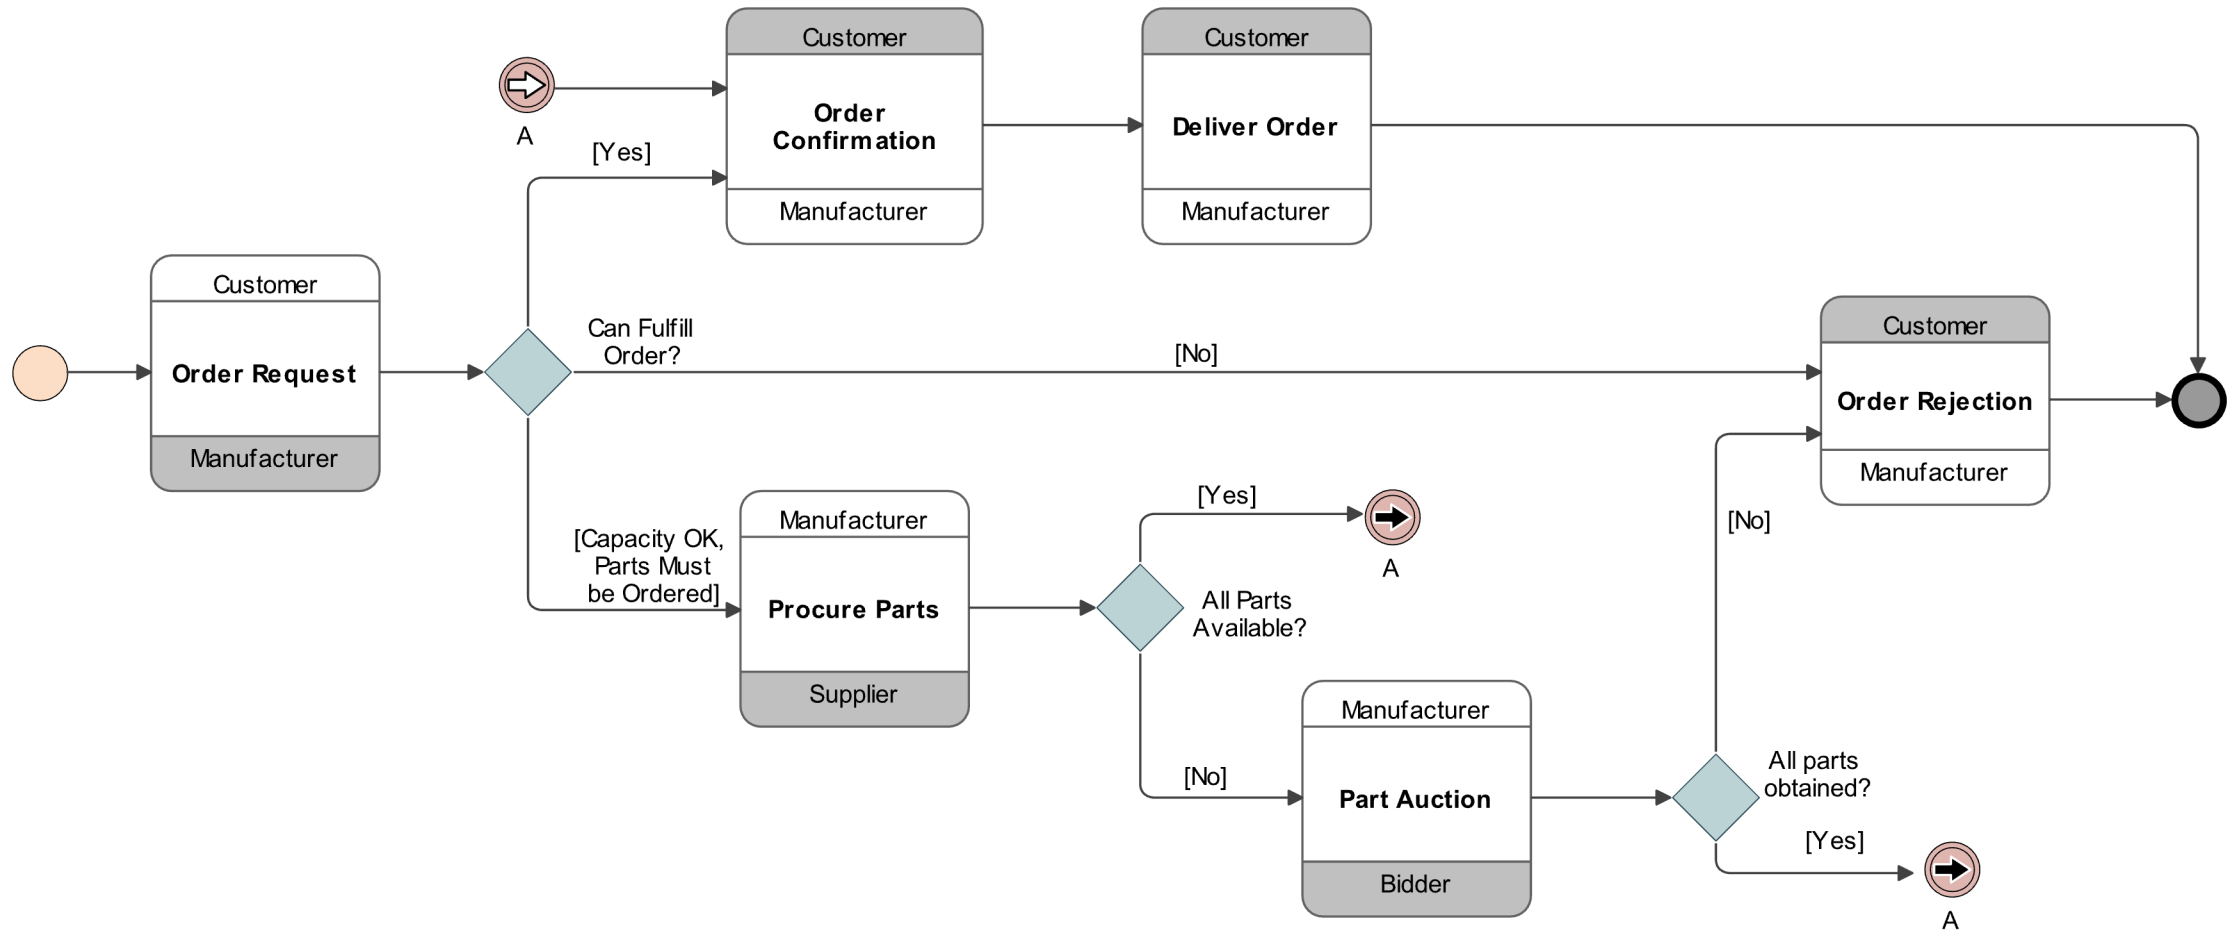 Customer
Order
Confirmation
Manufacturer
Customer
Deliver Order
Manufacturer
A
[Yes]
Customer
Order Request
Manufacturer
Can Fulfill
Order?
[No]
Customer
Order Rejection
Manufacturer
[Capacity OK,
Parts Must
be Ordered]
Manufacturer
Procure Parts
Supplier
[Yes]
A
All Parts
Available?
[No]
Manufacturer
Part Auction
Bidder
[No]
All parts
obtained?
[Yes]
A